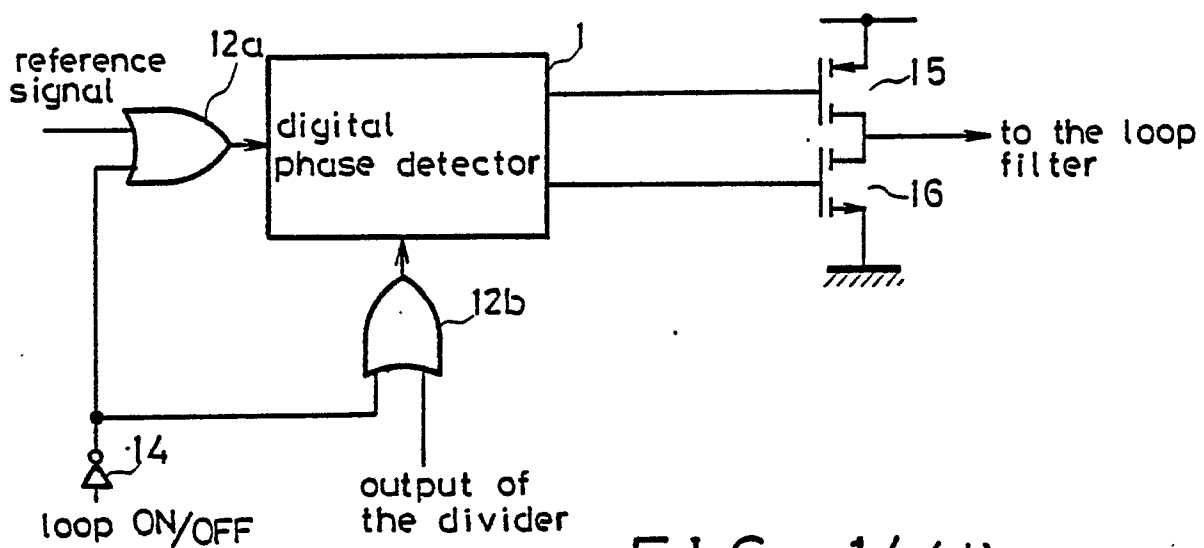 reference
signal
12a
1
digital
phase detector
15
to the loop
filter
16
12b
14
loop ON/OFF
output of
the divider